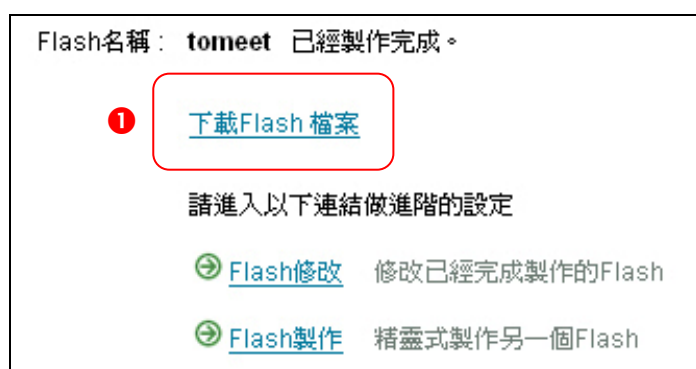 Flash名稱： tomeet 已經製作完成。
1 下載Flash 檔案
請進入以下連結做進階的設定
Flash修改 修改已經完成製作的Flash
Flash製作 精靈式製作另一個Flash